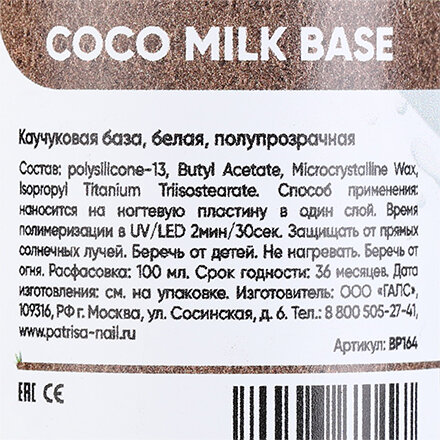 COCO MILK BASE
Каучуковая база, белая, полупрозрачная
Состав: polysilicone-13, Butyl Acetate, Microcrystalline Wax,
Isopropyl Titanium Triisostearate. Способ применения:
наносится на ногтевую пластину в один слой. Время
полимеризации в UV/LED 2мин/30сек. Защищать от прямых
солнечных лучей. Беречь от детей. Не нагревать. Беречь от
огня. Расфасовка: 100 мл. Срок годности: 36 месяцев. Дата
изготовления: см. на упаковке. Изготовитель: ООО «ГАЛС»,
109316, РФ г. Москва, ул. Сосинская, д. 6. Тел.: 8 800 505-27-41,
www.patrisa-nail.ru
Артикул: BP164
EAC CE